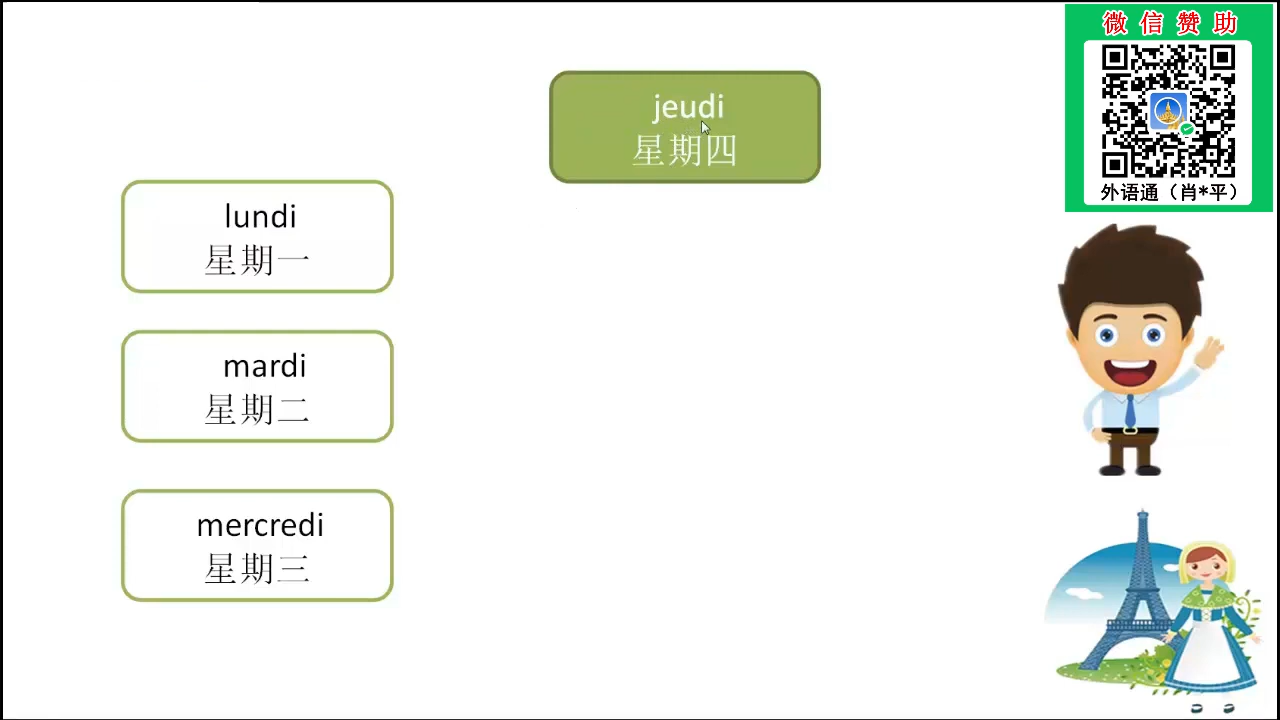 微信赞助
外语通（肖*平）
jeudi
星期四
lundi
星期一
mardi
星期二
mercredi
星期三